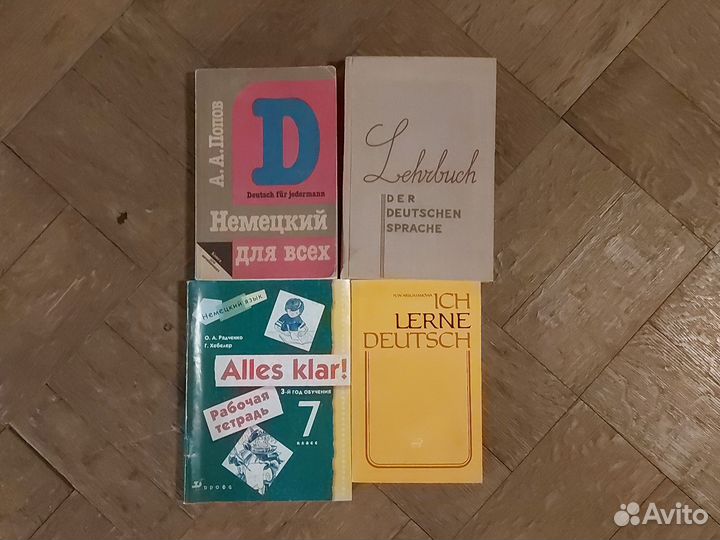 А. А. Попов
D
Deutsch für jedermann
Немецкий
для всех
Lehrbuch
DER
DEUTSCHEN
SPRACHE
Немецкий язык
О. А. Радченко
Г. Хебелер
Alles klar!
3-й год обучения
Рабочая
тетрадь
7
класс
Дрофа
ICH
LERNE
DEUTSCH
Avito